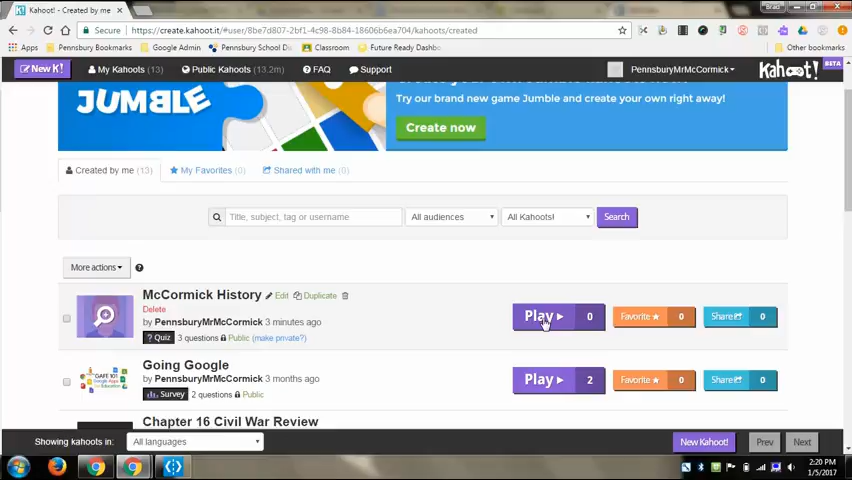 Kahoot! - Created by me
Brad
Secure
https://create.kahoot.it/#user/8be7d807-2bf1-4c98-8b84-18606b6ea704/kahoots/created
Apps
Pennsbury Bookmarks
Google Admin
Pennsbury School Dis
Classroom
Future Ready Dashbo
Other bookmarks
New K!
My Kahoots (13)
Public Kahoots (13.2m)
FAQ
Support
PennsburyMrMcCormick
Kahoot!
BETA
JUMBLE
Try our brand new game Jumble and create your own right away!
Create now
Created by me (13)
My Favorites (0)
Shared with me (0)
Title, subject, tag or username
All audiences
All Kahoots!
Search
More actions
McCormick History Edit Duplicate
Delete
by PennsburyMrMcCormick 3 minutes ago
? Quiz 3 questions Public (make private?)
Play 0
Favorite 0
Share 0
Going Google
by PennsburyMrMcCormick 3 months ago
Survey 2 questions Public
GAFE 101
Play 2
Favorite 0
Share 0
Chapter 16 Civil War Review
Showing kahoots in:
All languages
New Kahoot!
Prev
Next
2:20 PM
1/5/2017